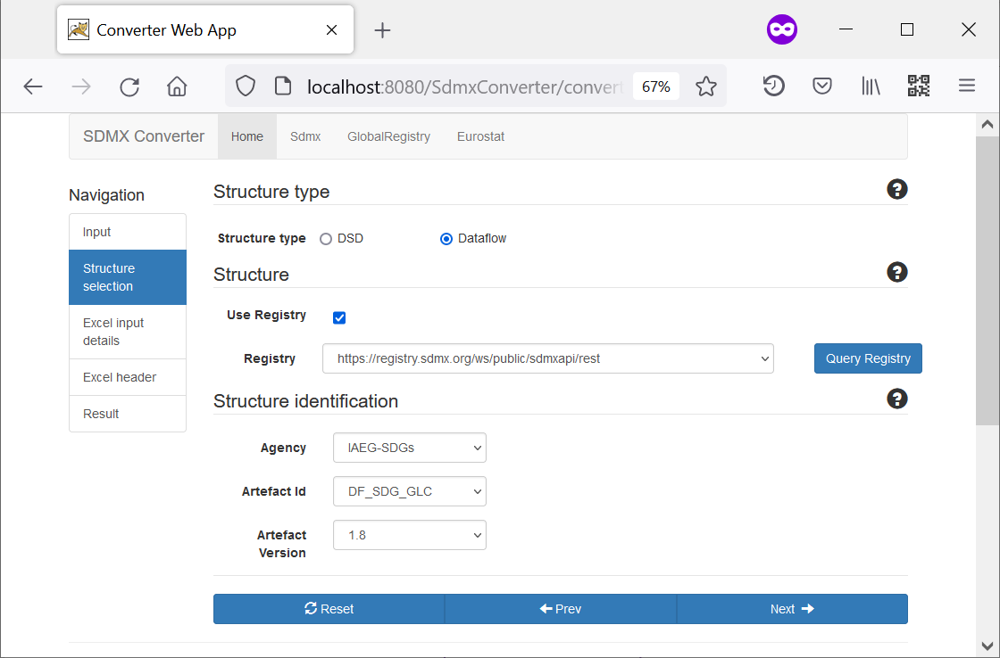 Converter Web App
localhost:8080/SdmxConverter/conver
67%
SDMX Converter
Home
Sdmx
GlobalRegistry
Eurostat
Navigation
Input
Structure
selection
Excel input
details
Excel header
Result
Structure type
Structure type
DSD
Dataflow
Structure
Use Registry
Registry
https://registry.sdmx.org/ws/public/sdmxapi/rest
Query Registry
Structure identification
Agency
IAEG-SDGs
Artefact Id
DF_SDG_GLC
Artefact
Version
1.8
Reset
Prev
Next